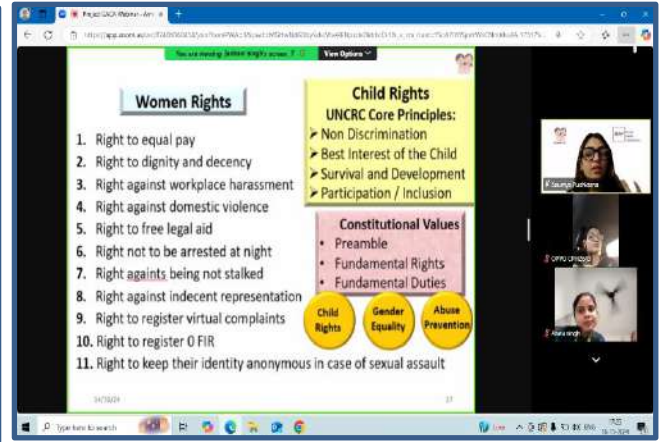 Project GACA Webinar
View Options
Women Rights
1. Right to equal pay
2. Right to dignity and decency
3. Right against workplace harassment
4. Right against domestic violence
5. Right to free legal aid
6. Right not to be arrested at night
7. Right againts being not stalked
8. Right against indecent representation
9. Right to register virtual complaints
10. Right to register 0 FIR
11. Right to keep their identity anonymous in case of sexual assault
Child Rights
UNCRC Core Principles:
➢ Non Discrimination
➢ Best Interest of the Child
➢ Survival and Development
➢ Participation / Inclusion
Constitutional Values
• Preamble
• Fundamental Rights
• Fundamental Duties
Child
Rights
Gender
Equality
Abuse
Prevention
Type here to search